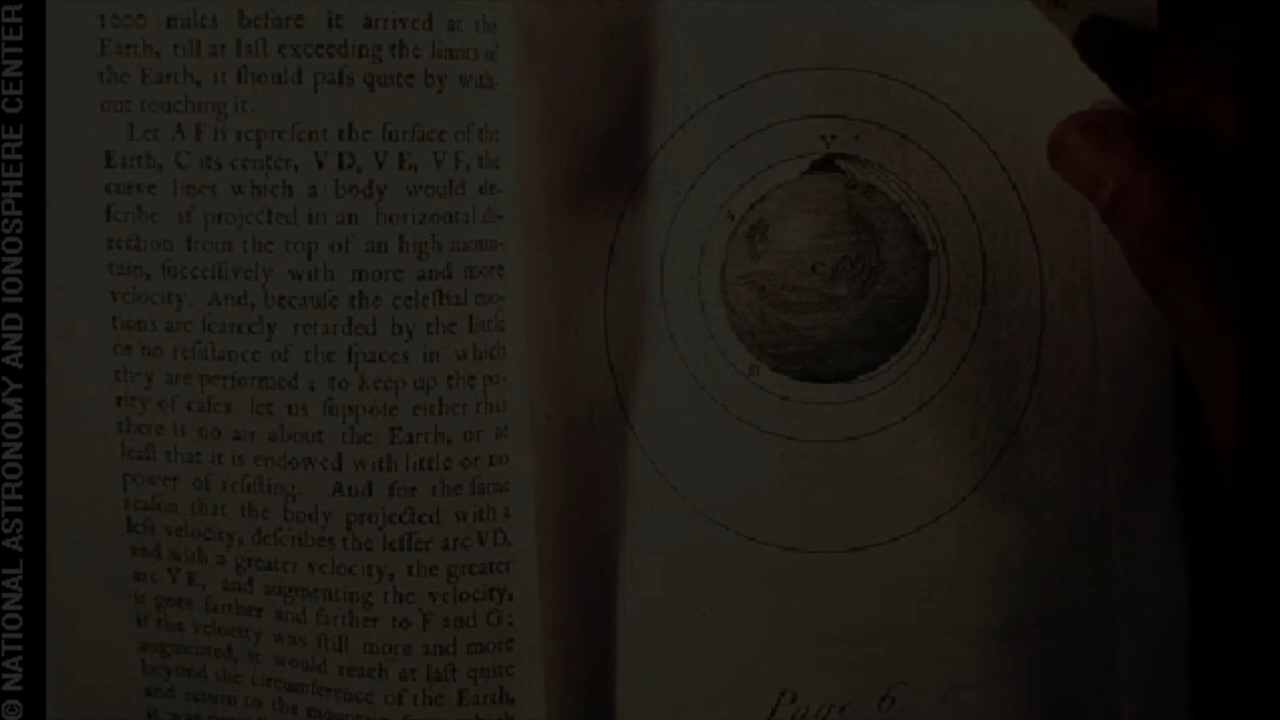 © NATIONAL ASTRONOMY AND IONOSPHERE CENTER
1000 miles before it arrived at the
Earth, till at laſt exceeding the limits of
the Earth, it ſhould paſs quite by with-
out touching it.
Let A F B repreſent the ſurface of the
Earth, C its center, V D, V E, V F, the
curve lines which a body would de-
ſcribe if projected in an horizontal di-
rection from the top of an high moun-
tain, ſucceſſively with more and more
velocity. And, becauſe the celeſtial mo-
tions are ſcarcely retarded by the little
or no reſiſtance of the ſpaces in which
they are performed; to keep up the pa-
rity of caſes, let us ſuppoſe either that
there is no air about the Earth, or at
leaſt that it is endowed with little or no
power of reſiſting. And for the ſame
reaſon that the body projected with a
leſs velocity, deſcribes the leſſer arc V D,
and with a greater velocity, the greater
arc V E, and augmenting the velocity,
it goes farther and farther to F and G;
if the velocity was ſtill more and more
augmented, it would reach at laſt quite
beyond the circumference of the Earth,
and return to the mountain from which
V
C
Page 6